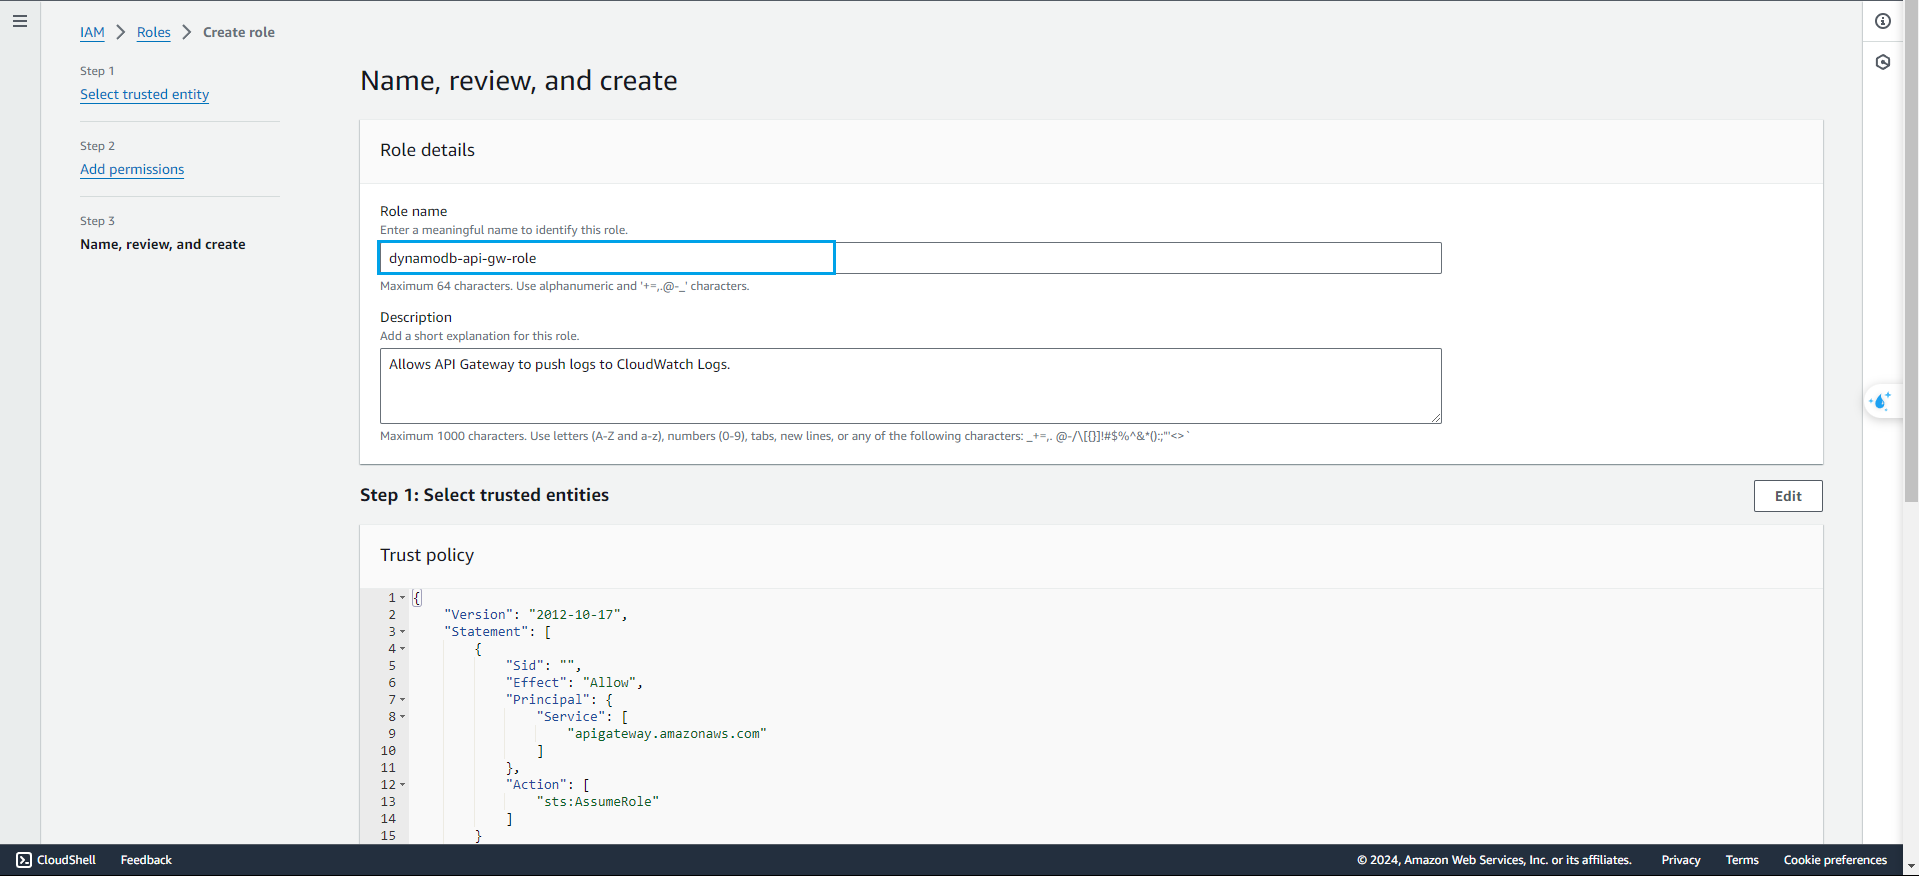 IAM > Roles > Create role
Step 1
Select trusted entity
Step 2
Add permissions
Step 3
Name, review, and create
Name, review, and create
Role details
Role name
Enter a meaningful name to identify this role.
dynamodb-api-gw-role
Maximum 64 characters. Use alphanumeric and '+=,.@-_' characters.
Description
Add a short explanation for this role.
Allows API Gateway to push logs to CloudWatch Logs.
Maximum 1000 characters. Use letters (A-Z and a-z), numbers (0-9), tabs, new lines, or any of the following characters: _+=,. @-/\[{}]!#$%^&*();:"'<>`
Step 1: Select trusted entities
Edit
Trust policy
1 {
2 "Version": "2012-10-17",
3 "Statement": [
4 {
5 "Sid": "",
6 "Effect": "Allow",
7 "Principal": {
8 "Service": [
9 "apigateway.amazonaws.com"
10 ]
11 },
12 "Action": [
13 "sts:AssumeRole"
14 ]
15 }
CloudShell Feedback © 2024, Amazon Web Services, Inc. or its affiliates. Privacy Terms Cookie preferences